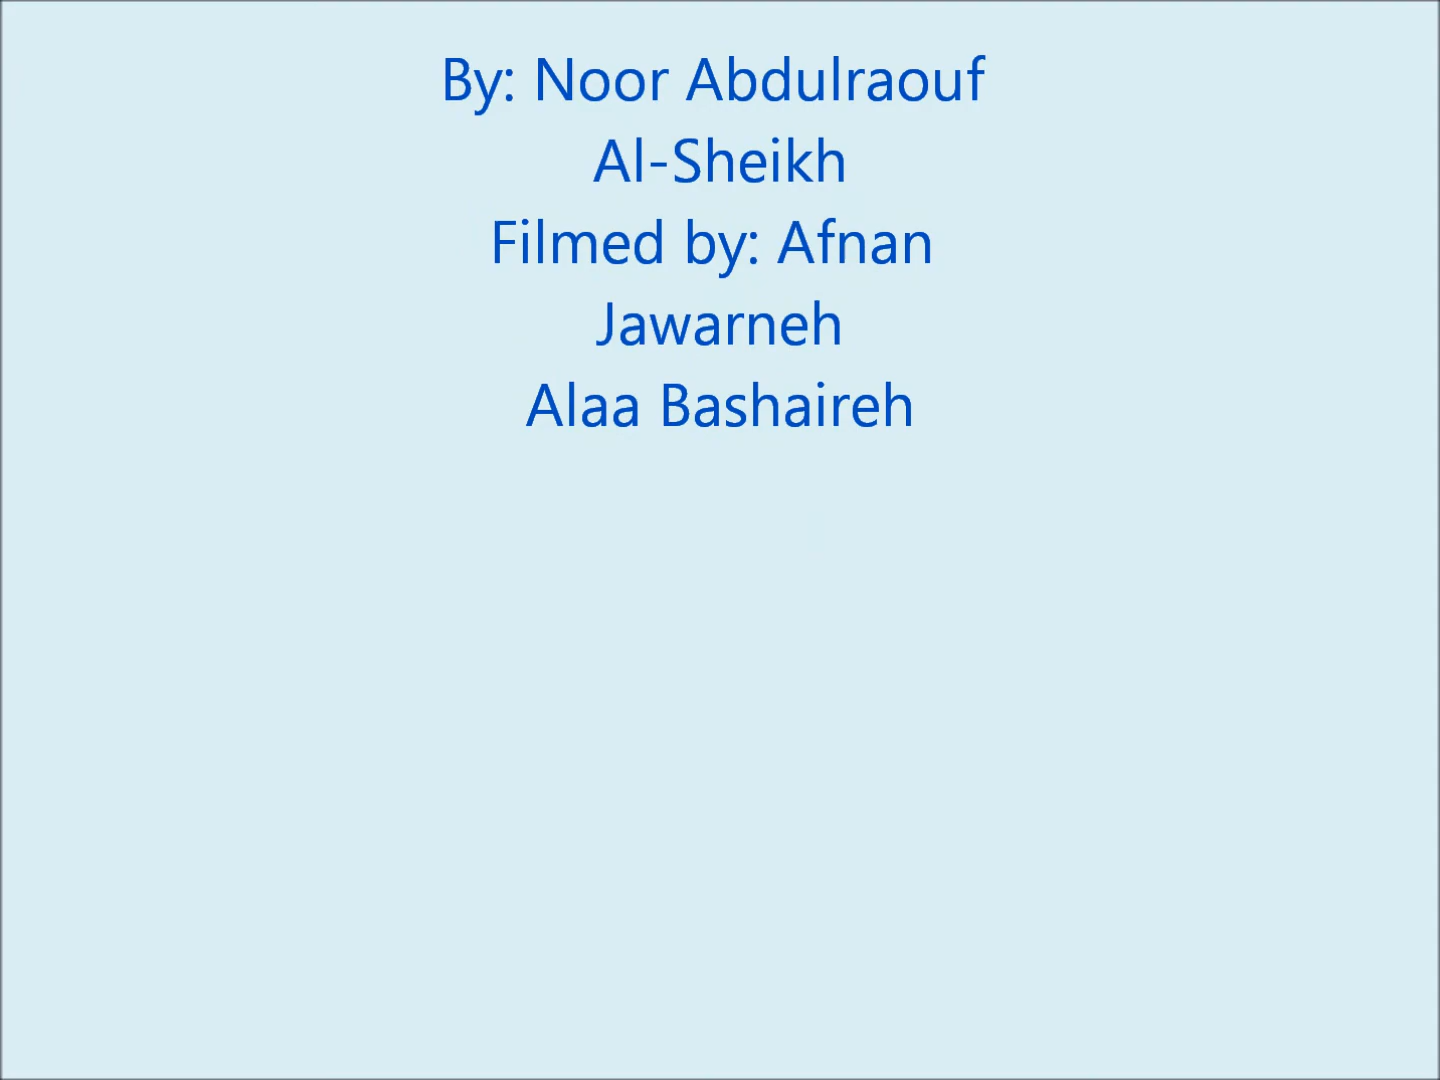 By: Noor Abdulraouf
Al-Sheikh
Filmed by: Afnan
Jawarneh
Alaa Bashaireh